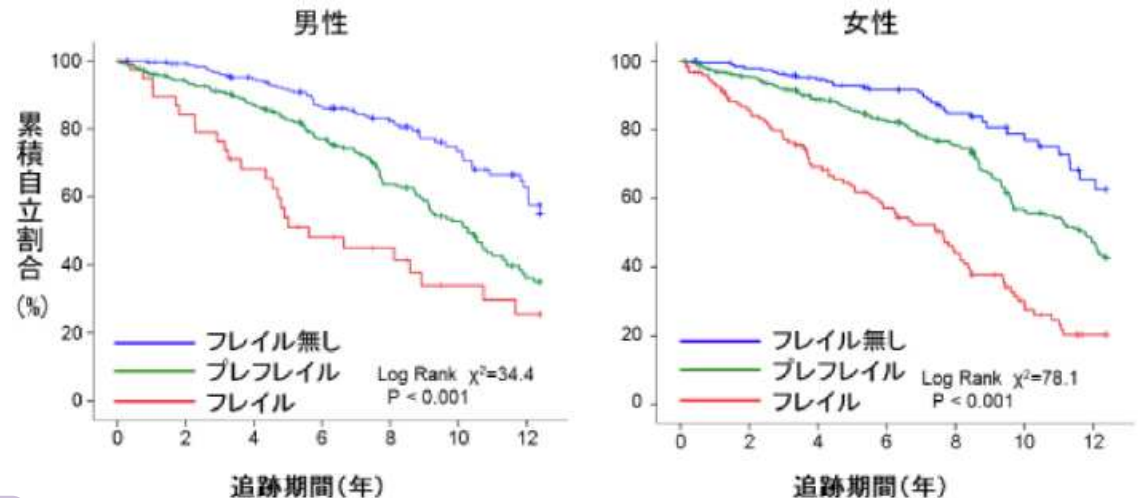 男性
累積自立割合
(%)
100
80
60
40
20
0
フレイル無し
プレフレイル
フレイル
Log Rank χ²=34.4
P < 0.001
0 2 4 6 8 10 12
追跡期間(年)
女性
100
80
60
40
20
0
フレイル無し
プレフレイル
フレイル
Log Rank χ²=78.1
P < 0.001
0 2 4 6 8 10 12
追跡期間(年)